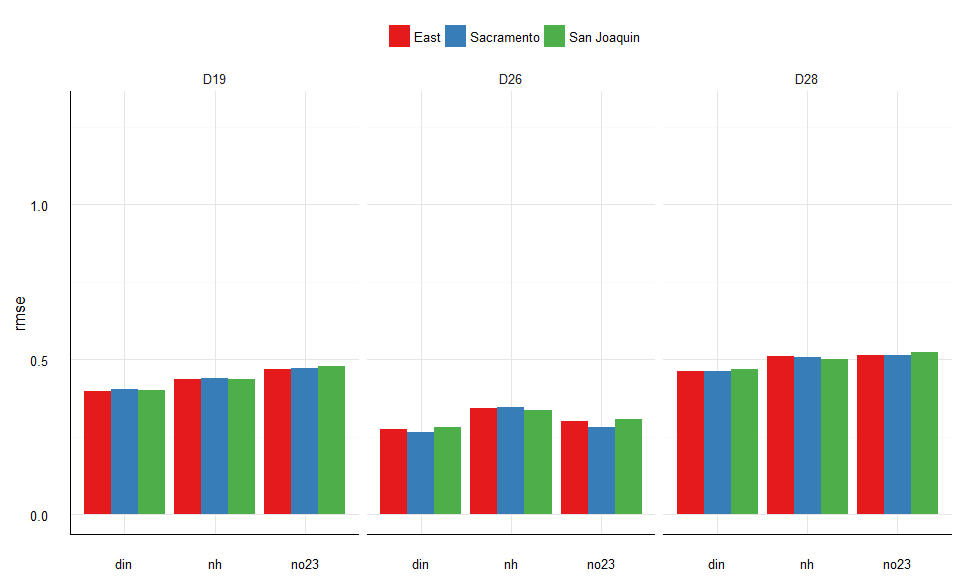 East Sacramento San Joaquin
D19 D26 D28
1.0
rmse
0.5
0.0
din nh no23 din nh no23 din nh no23